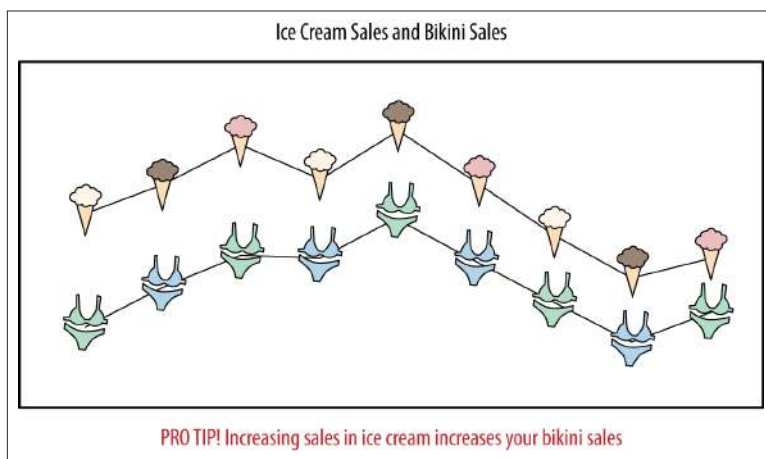 Ice Cream Sales and Bikini Sales
PRO TIP! Increasing sales in ice cream increases your bikini sales